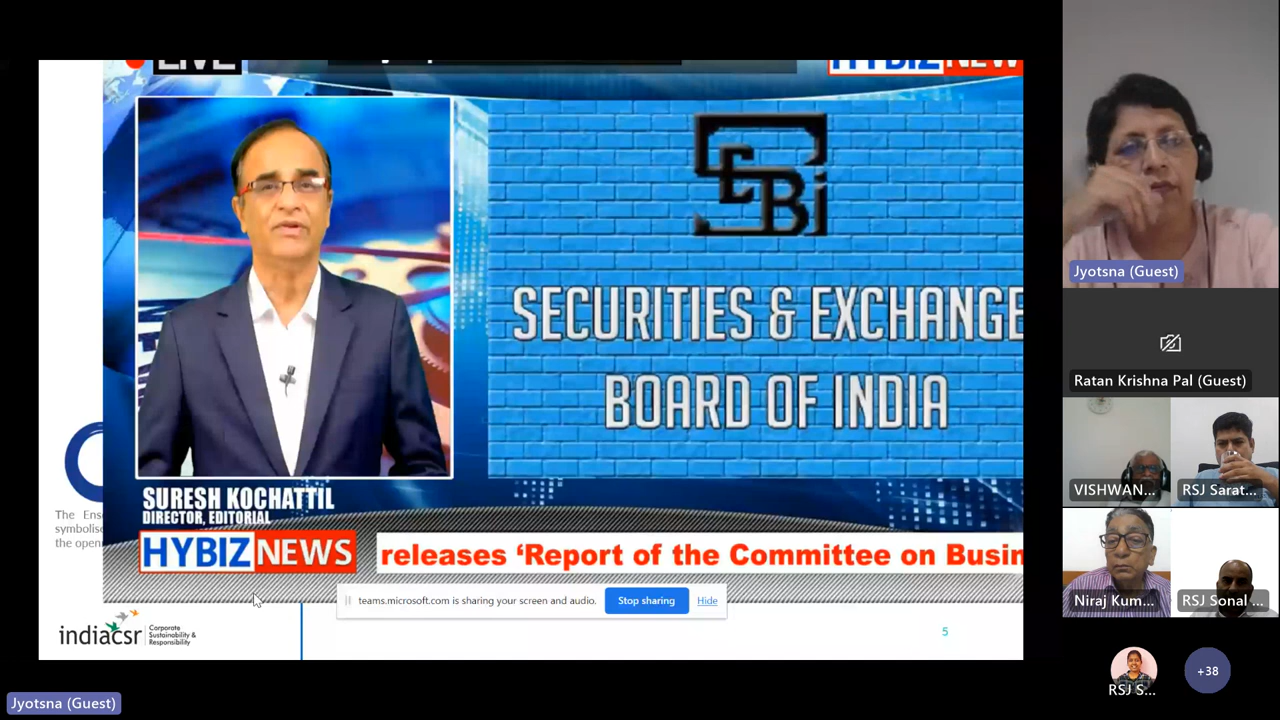 LIVE
HYBIZ NEW
SEBi
SECURITIES & EXCHANGE
BOARD OF INDIA
SURESH KOCHATTIL
DIRECTOR, EDITORIAL
HYBIZ NEWS
releases ‘Report of the Committee on Busin
The Ens
symbolise
the open
teams.microsoft.com is sharing your screen and audio.
Stop sharing
Hide
indiacsr
Corporate
Sustainability &
Responsibility
5
Jyotsna (Guest)
Jyotsna (Guest)
Ratan Krishna Pal (Guest)
VISHWAN...
RSJ Sarat...
Niraj Kum...
RSJ Sonal ...
RSJ S...
+38